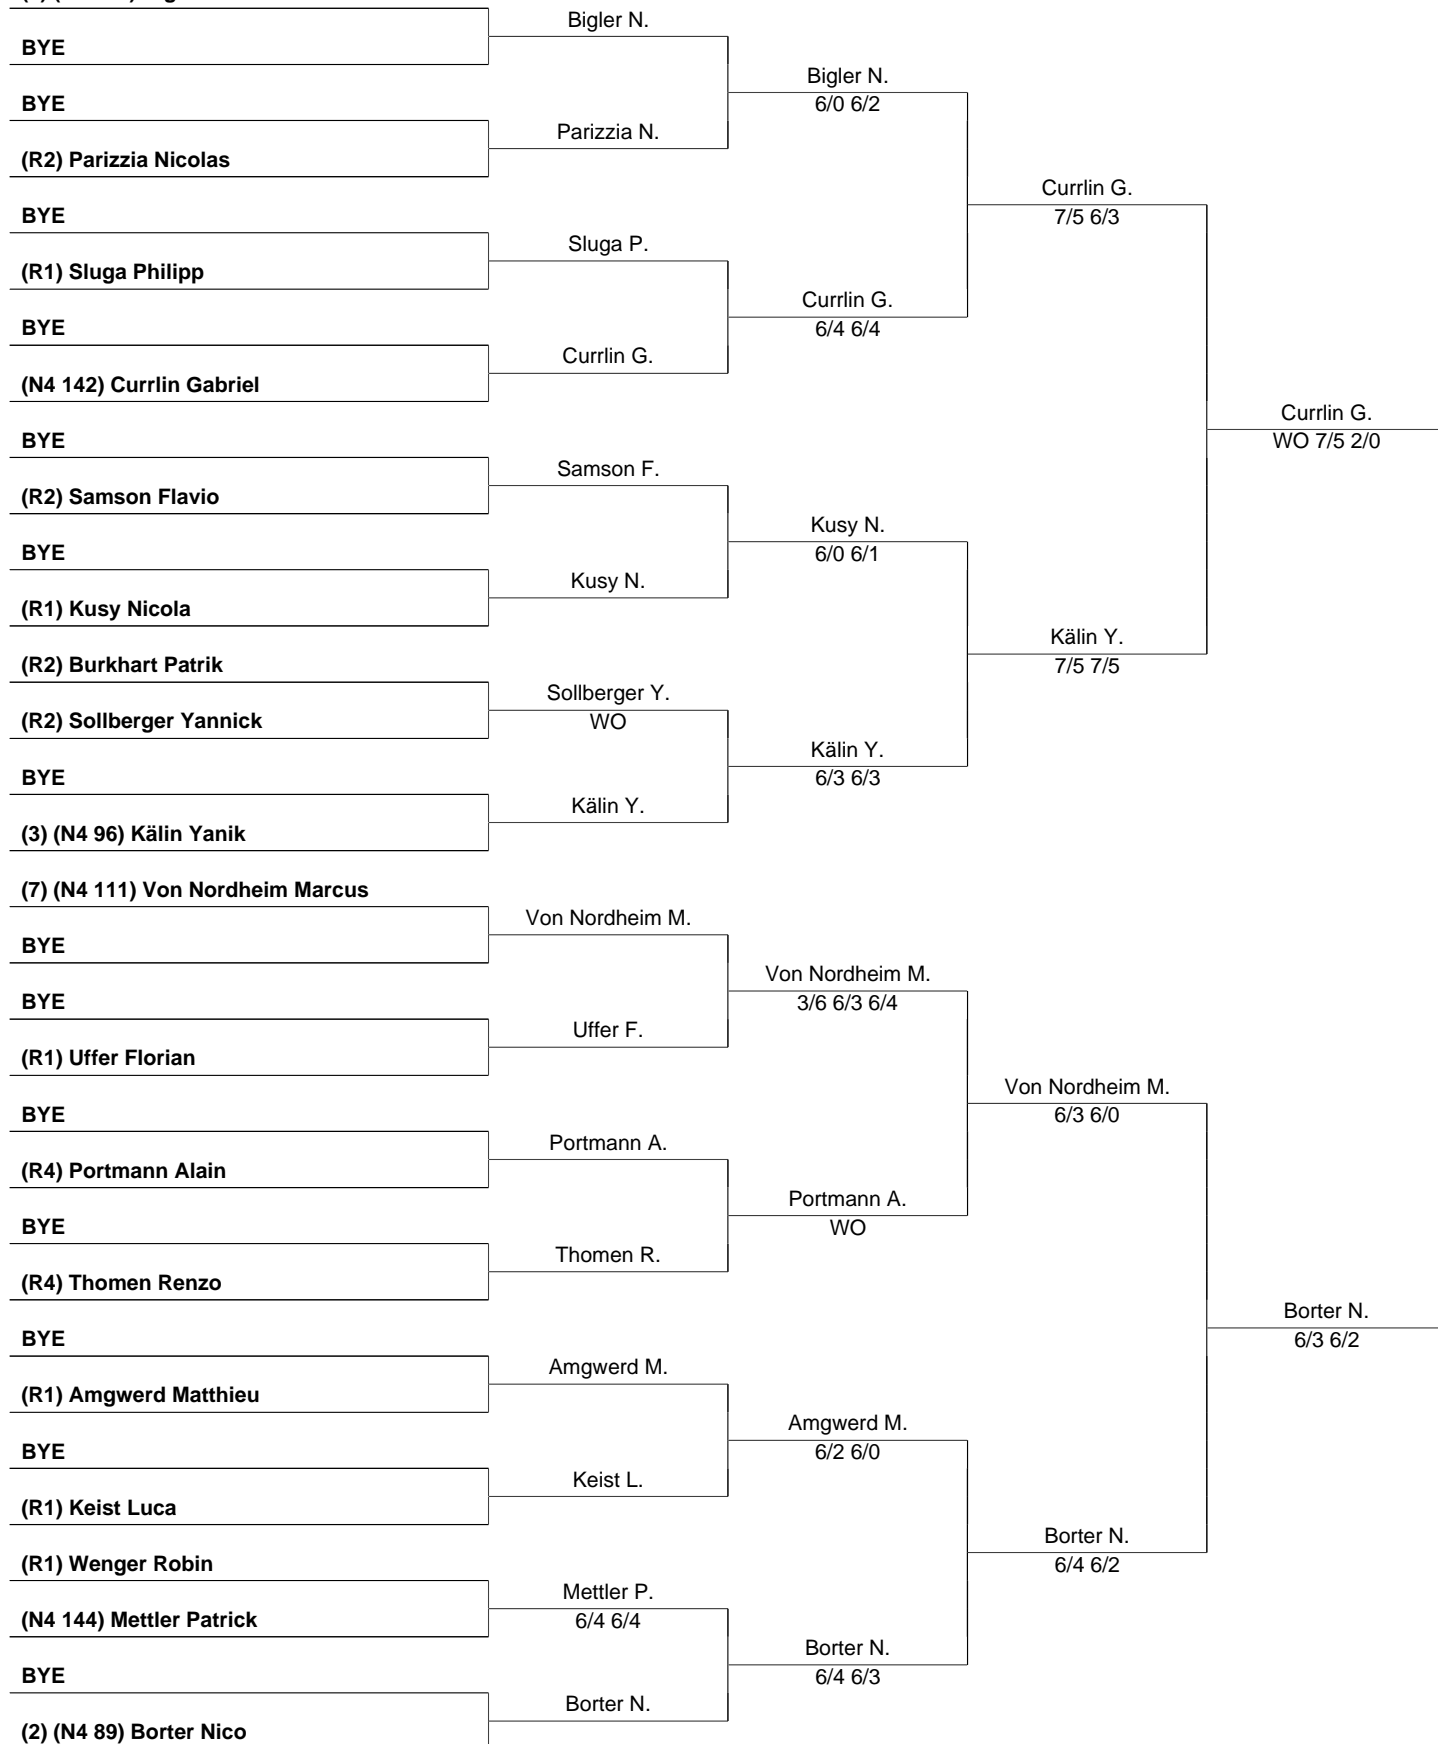 Bigler N.
BYE
Bigler N.
BYE
6/0 6/2
Parizzia N.
(R2) Parizzia Nicolas
Currlin G.
BYE
7/5 6/3
Sluga P.
(R1) Sluga Philipp
Currlin G.
BYE
6/4 6/4
Currlin G.
(N4 142) Currlin Gabriel
Currlin G.
BYE
WO 7/5 2/0
Samson F.
(R2) Samson Flavio
Kusy N.
BYE
6/0 6/1
Kusy N.
(R1) Kusy Nicola
Kälin Y.
(R2) Burkhart Patrik
7/5 7/5
Sollberger Y.
(R2) Sollberger Yannick
WO
Kälin Y.
BYE
6/3 6/3
Kälin Y.
(3) (N4 96) Kälin Yanik
(7) (N4 111) Von Nordheim Marcus
Von Nordheim M.
BYE
Von Nordheim M.
BYE
3/6 6/3 6/4
Uffer F.
(R1) Uffer Florian
Von Nordheim M.
BYE
6/3 6/0
Portmann A.
(R4) Portmann Alain
Portmann A.
BYE
WO
Thomen R.
(R4) Thomen Renzo
Borter N.
BYE
6/3 6/2
Amgwerd M.
(R1) Amgwerd Matthieu
Amgwerd M.
BYE
6/2 6/0
Keist L.
(R1) Keist Luca
Borter N.
(R1) Wenger Robin
6/4 6/2
Mettler P.
(N4 144) Mettler Patrick
6/4 6/4
Borter N.
BYE
6/4 6/3
Borter N.
(2) (N4 89) Borter Nico